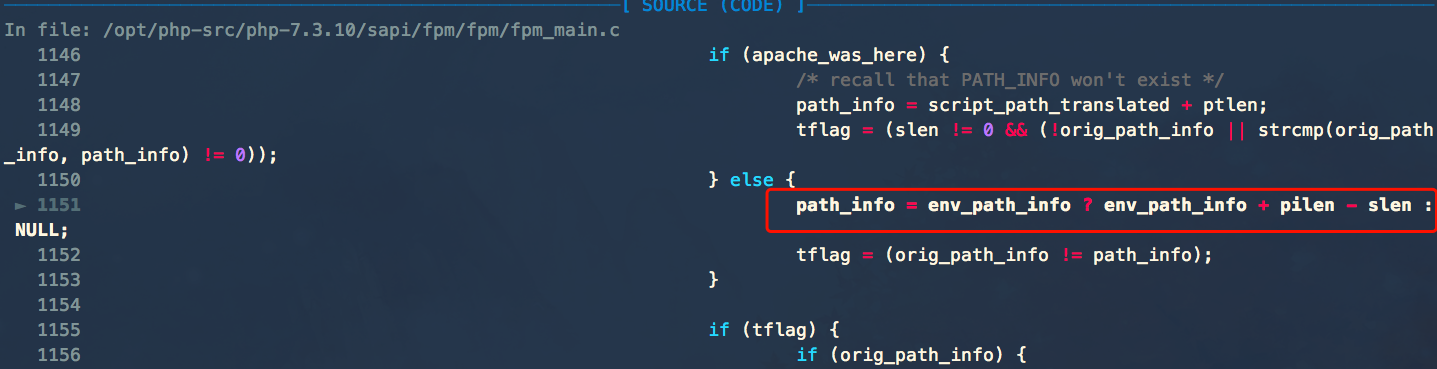 [ SOURCE (CODE) ]
In file: /opt/php-src/php-7.3.10/sapi/fpm/fpm/fpm_main.c
1146 if (apache_was_here) {
1147 /* recall that PATH_INFO won't exist */
1148 path_info = script_path_translated + ptlen;
1149 tflag = (slen != 0 && (!orig_path_info || strcmp(orig_path
_info, path_info) != 0));
1150 } else {
► 1151 path_info = env_path_info ? env_path_info + pilen - slen :
NULL;
1152 tflag = (orig_path_info != path_info);
1153 }
1154
1155 if (tflag) {
1156 if (orig_path_info) {